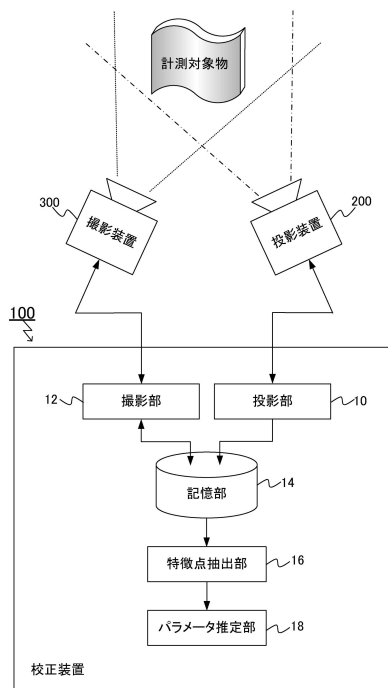 計測対象物
300
撮影装置
200
投影装置
100
12
撮影部
投影部
10
記憶部
14
特徴点抽出部
16
パラメータ推定部
18
校正装置